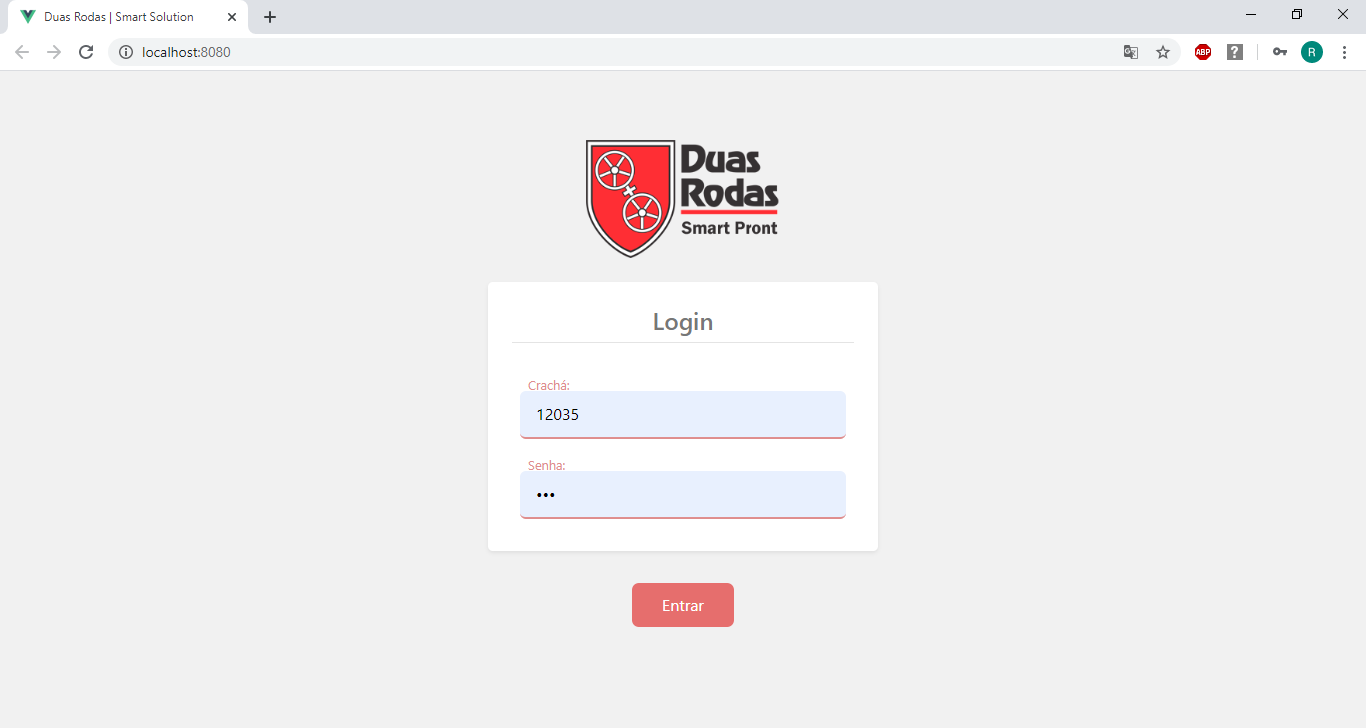 Duas Rodas | Smart Solution
localhost:8080
ABP
?
R
Duas
Rodas
Smart Pront
Login
Crachá:
12035
Senha:
•••
Entrar